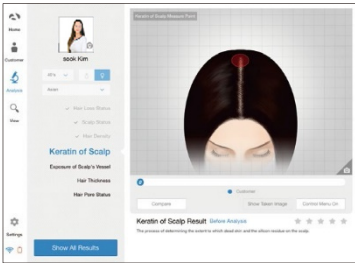 Home
Customer
Analysis
View
Settings
sook Kim
40's
Asian
Hair Loss Status
Scalp Status
Hair Density
Keratin of Scalp
Exposure of Scalp's Vessel
Hair Thickness
Hair Pore Status
Show All Results
Keratin of Scalp Measure Point
Customer
Compare
Show Taken Image
Control Menu On
Keratin of Scalp Result Before Analysis
The process of determining the extent to which dead skin and the silicon residue on the scalp.